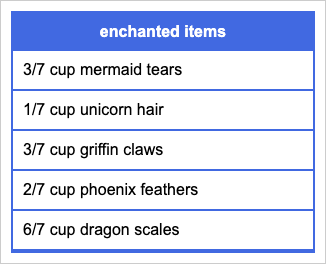 enchanted items
3/7 cup mermaid tears
1/7 cup unicorn hair
3/7 cup griffin claws
2/7 cup phoenix feathers
6/7 cup dragon scales